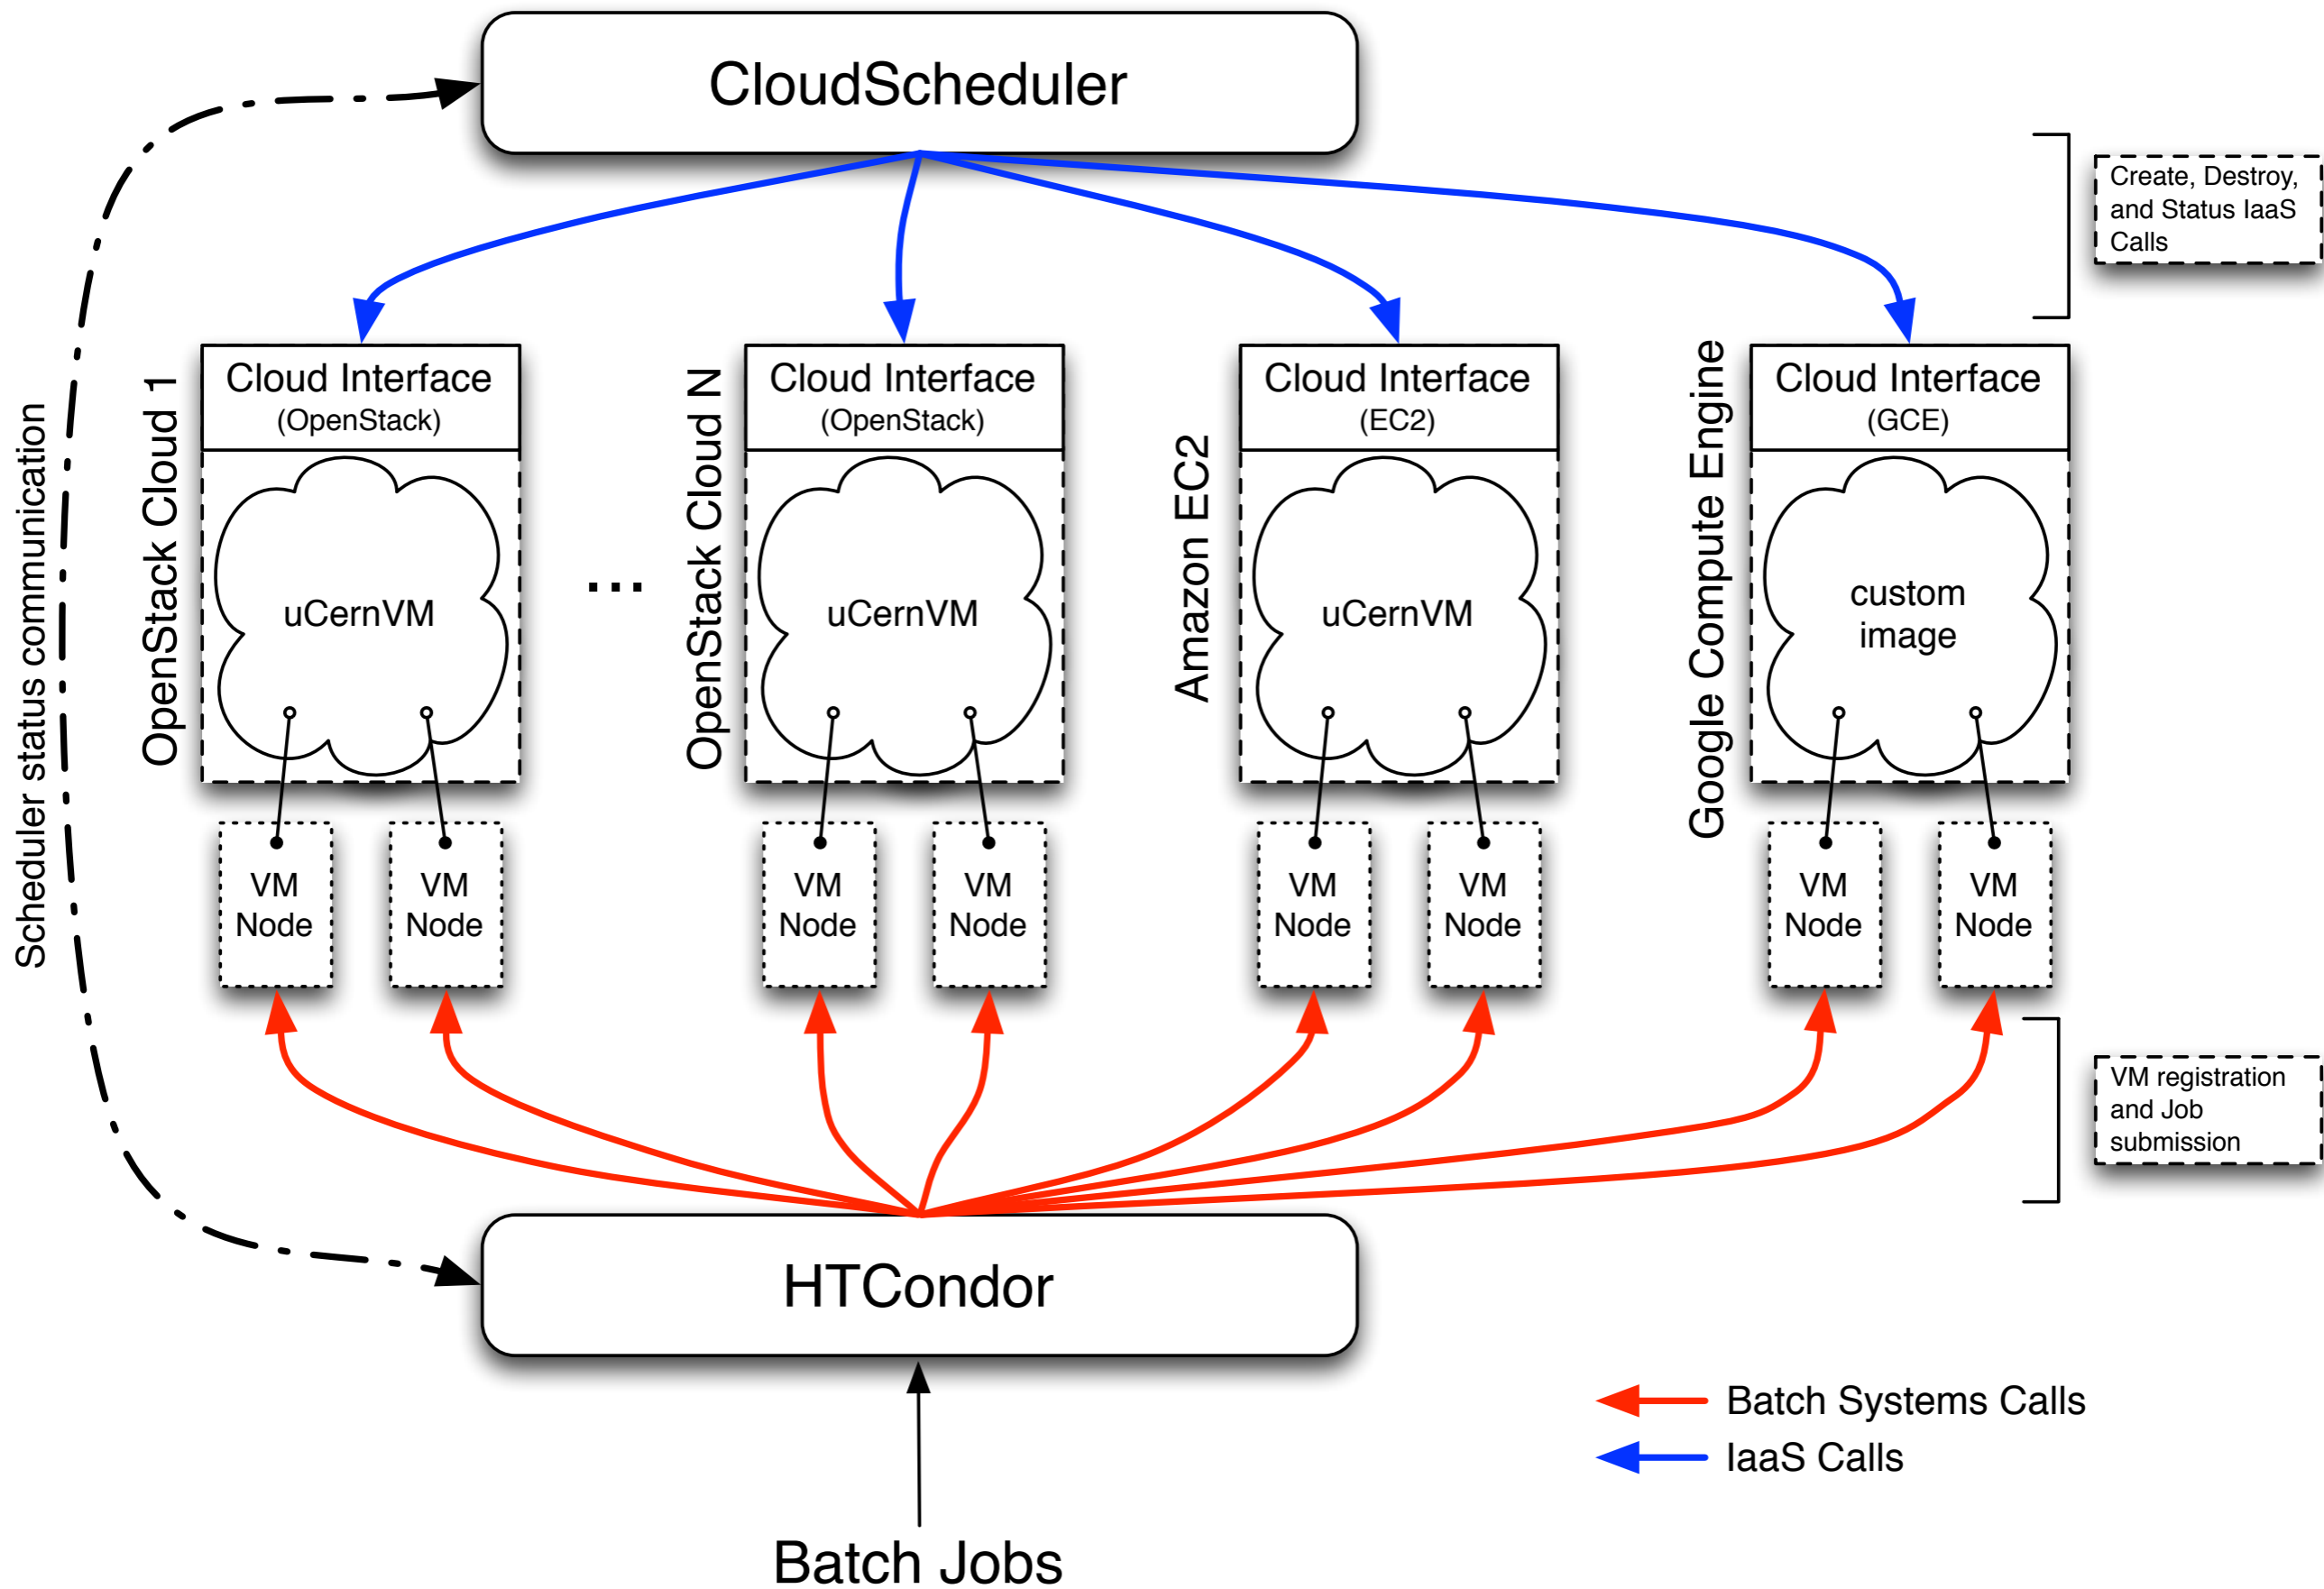 CloudScheduler
Create, Destroy,
and Status IaaS
Calls
Scheduler status communication
OpenStack Cloud 1
Cloud Interface
(OpenStack)
uCernVM
VM
Node
VM
Node
...
OpenStack Cloud N
Cloud Interface
(OpenStack)
uCernVM
VM
Node
VM
Node
Amazon EC2
Cloud Interface
(EC2)
uCernVM
VM
Node
VM
Node
Google Compute Engine
Cloud Interface
(GCE)
custom
image
VM
Node
VM
Node
VM registration
and Job
submission
HTCondor
Batch Systems Calls
IaaS Calls
Batch Jobs